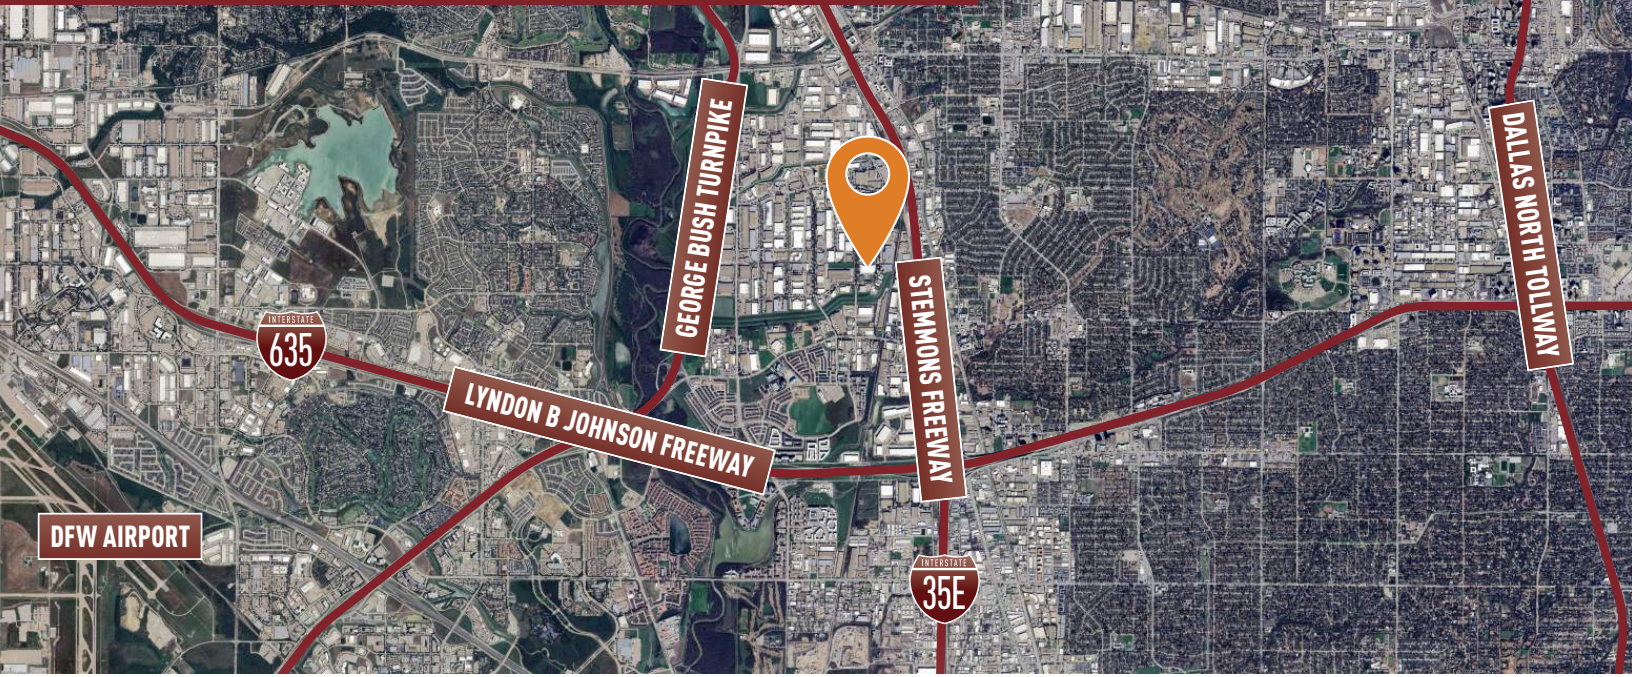 GEORGE BUSH TURNPIKE
DALLAS NORTH TOLLWAY
STEMMONS FREEWAY
INTERSTATE
635
LYNDON B JOHNSON FREEWAY
DFW AIRPORT
INTERSTATE
35E